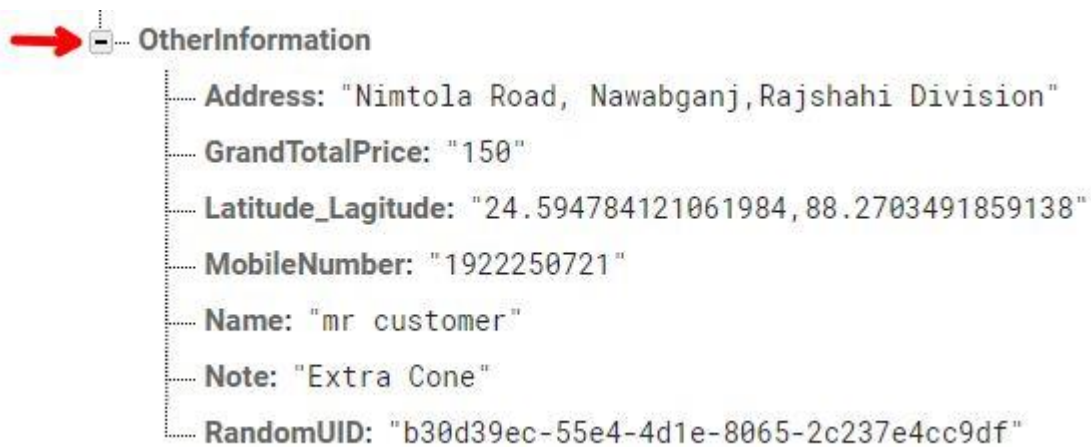 OtherInformation
Address: "Nimtola Road, Nawabganj,Rajshahi Division"
GrandTotalPrice: "150"
Latitude_Lagitude: "24.594784121061984,88.2703491859138"
MobileNumber: "1922250721"
Name: "mr customer"
Note: "Extra Cone"
RandomUID: "b30d39ec-55e4-4d1e-8065-2c237e4cc9df"